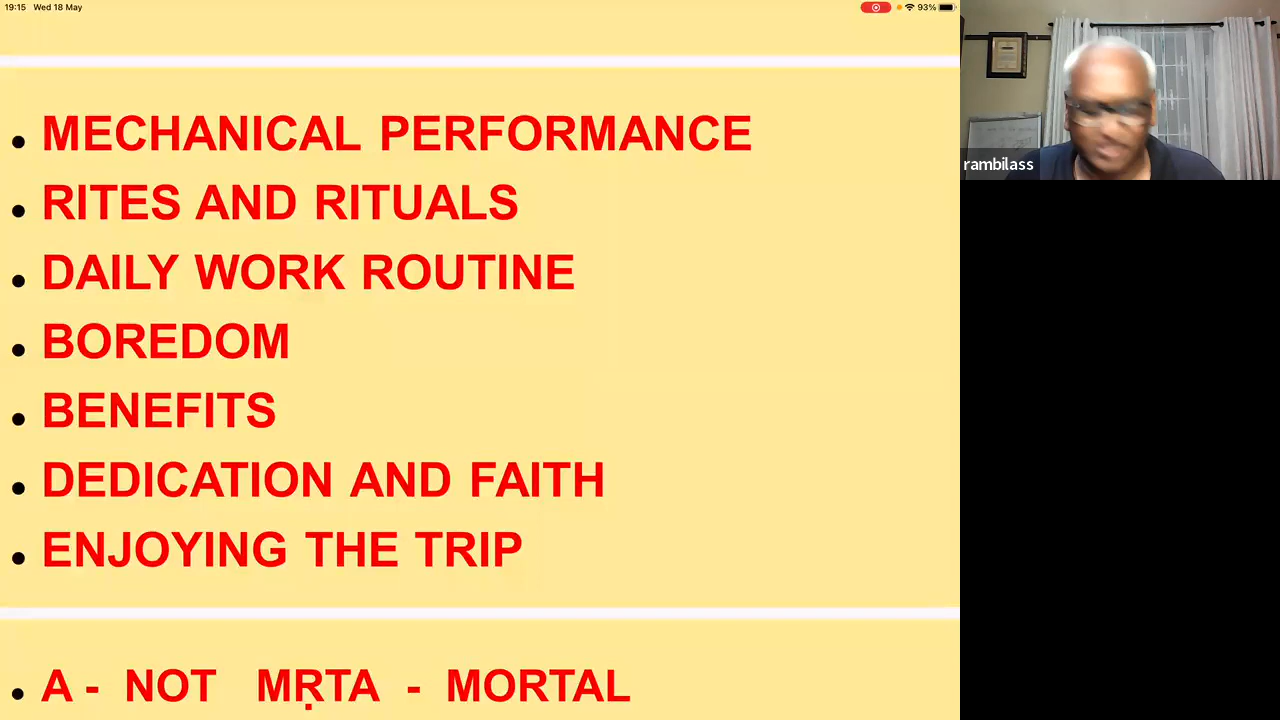 19:15 Wed 18 May 93%
rambilass
• MECHANICAL PERFORMANCE
• RITES AND RITUALS
• DAILY WORK ROUTINE
• BOREDOM
• BENEFITS
• DEDICATION AND FAITH
• ENJOYING THE TRIP
• A - NOT MṚTA - MORTAL